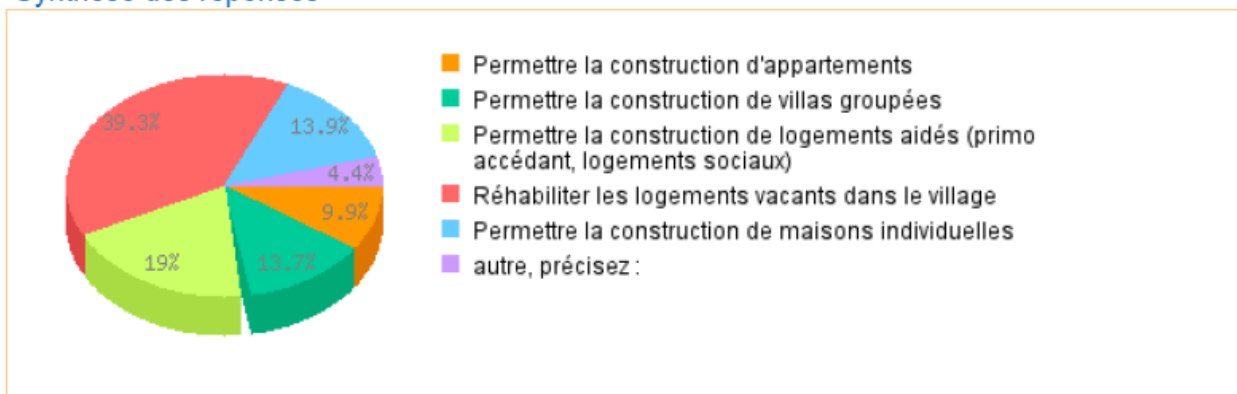 39.3%
13.9%
4.4%
9.9%
13.7%
19%
Permettre la construction d'appartements
Permettre la construction de villas groupées
Permettre la construction de logements aidés (primo
accédant, logements sociaux)
Réhabiliter les logements vacants dans le village
Permettre la construction de maisons individuelles
autre, précisez :